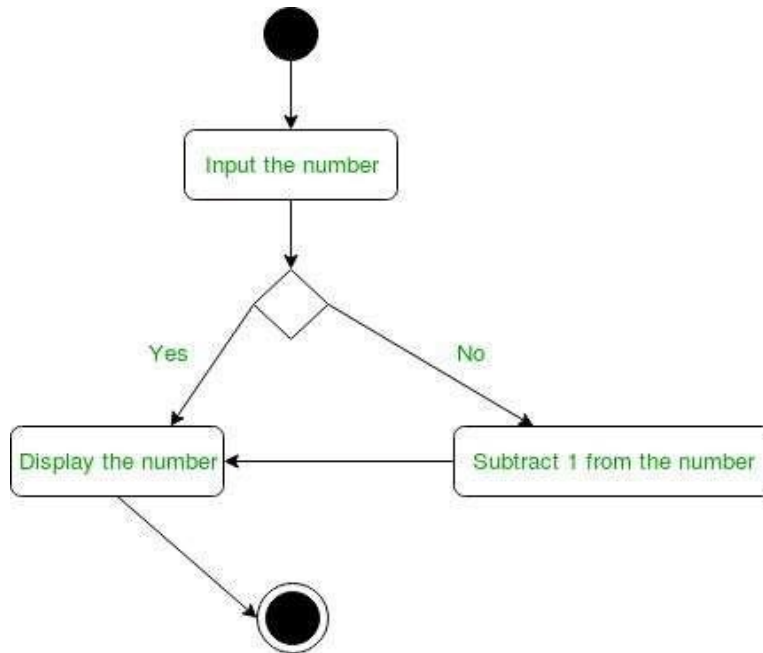 Input the number
Yes
No
Display the number
Subtract 1 from the number